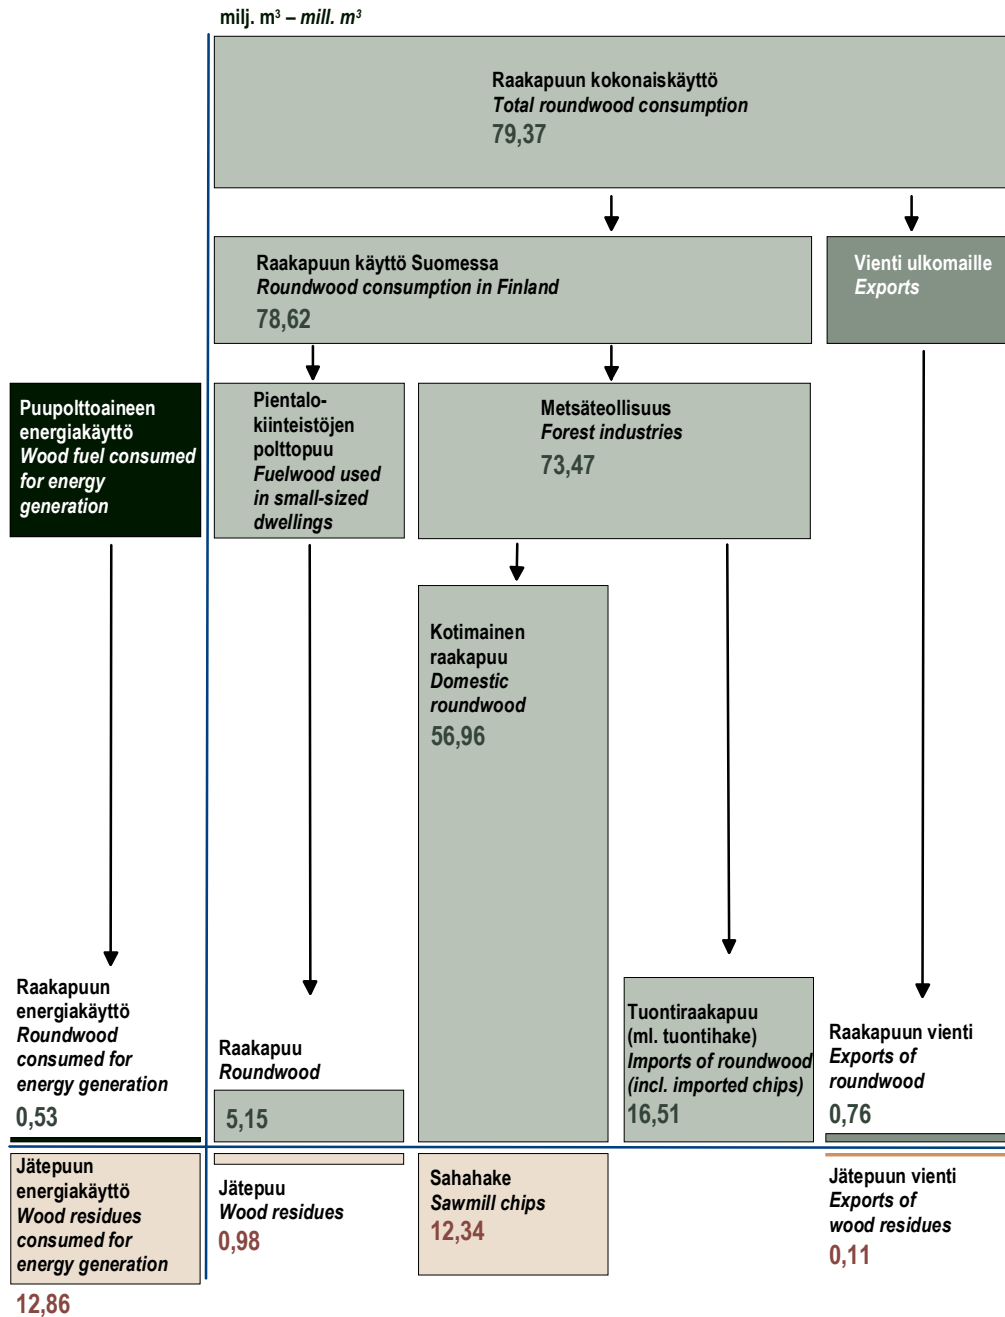 milj. m³ – mill. m³
Raakapuun kokonaiskäyttö
Total roundwood consumption
79,37
Raakapuun käyttö Suomessa
Roundwood consumption in Finland
78,62
Vienti ulkomaille
Exports
Puupolttoaineen
energiakäyttö
Wood fuel consumed
for energy
generation
Pientalo-
kiinteistöjen
polttopuu
Fuelwood used
in small-sized
dwellings
Metsäteollisuus
Forest industries
73,47
Kotimainen
raakapuu
Domestic
roundwood
56,96
Raakapuun
energiakäyttö
Roundwood
consumed for
energy generation
0,53
Raakapuu
Roundwood
5,15
Tuontiraakapuu
(ml. tuontihake)
Imports of roundwood
(incl. imported chips)
16,51
Raakapuun vienti
Exports of
roundwood
0,76
Jätepuun
energiakäyttö
Wood residues
consumed for
energy generation
12,86
Jätepuu
Wood residues
0,98
Sahahake
Sawmill chips
12,34
Jätepuun vienti
Exports of
wood residues
0,11